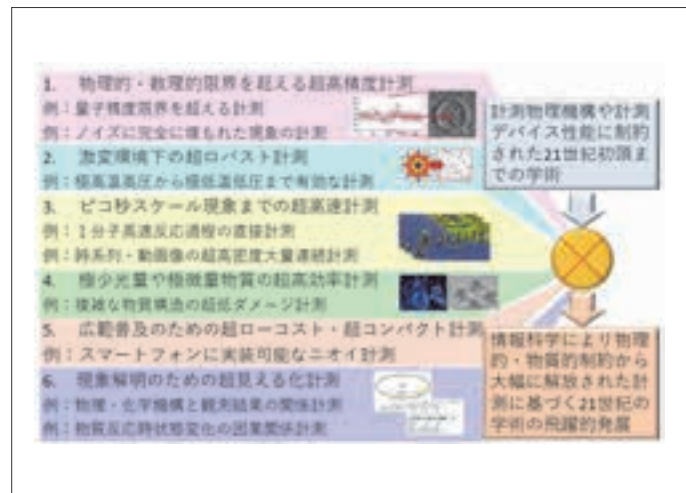 1. 物理的・数理的限界を超える超高精度計測
例：量子精度限界を超える計測
例：ノイズに完全に埋もれた現象の計測
2. 激変環境下の超ロバスト計測
例：極高温高圧から極低温低圧まで有効な計測
3. ピコ秒スケール現象までの超高速計測
例：１分子高速反応過程の直接計測
例：時系列・動画像の超高密度大量連続計測
4. 極少光量や極微量物質の超高効率計測
例：複雑な物質構造の超低ダメージ計測
5. 広範普及のための超ローコスト・超コンパクト計測
例：スマートフォンに実装可能なニオイ計測
6. 現象解明のための超見える化計測
例：物理・化学機構と観測結果の関係計測
例：物質反応時状態変化の因果関係計測
計測物理機構や計測
デバイス性能に制約
された21世紀初頭ま
での学術
情報科学により物理
的・物質的制約から
大幅に解放された計
測に基づく21世紀の
学術の飛躍的発展